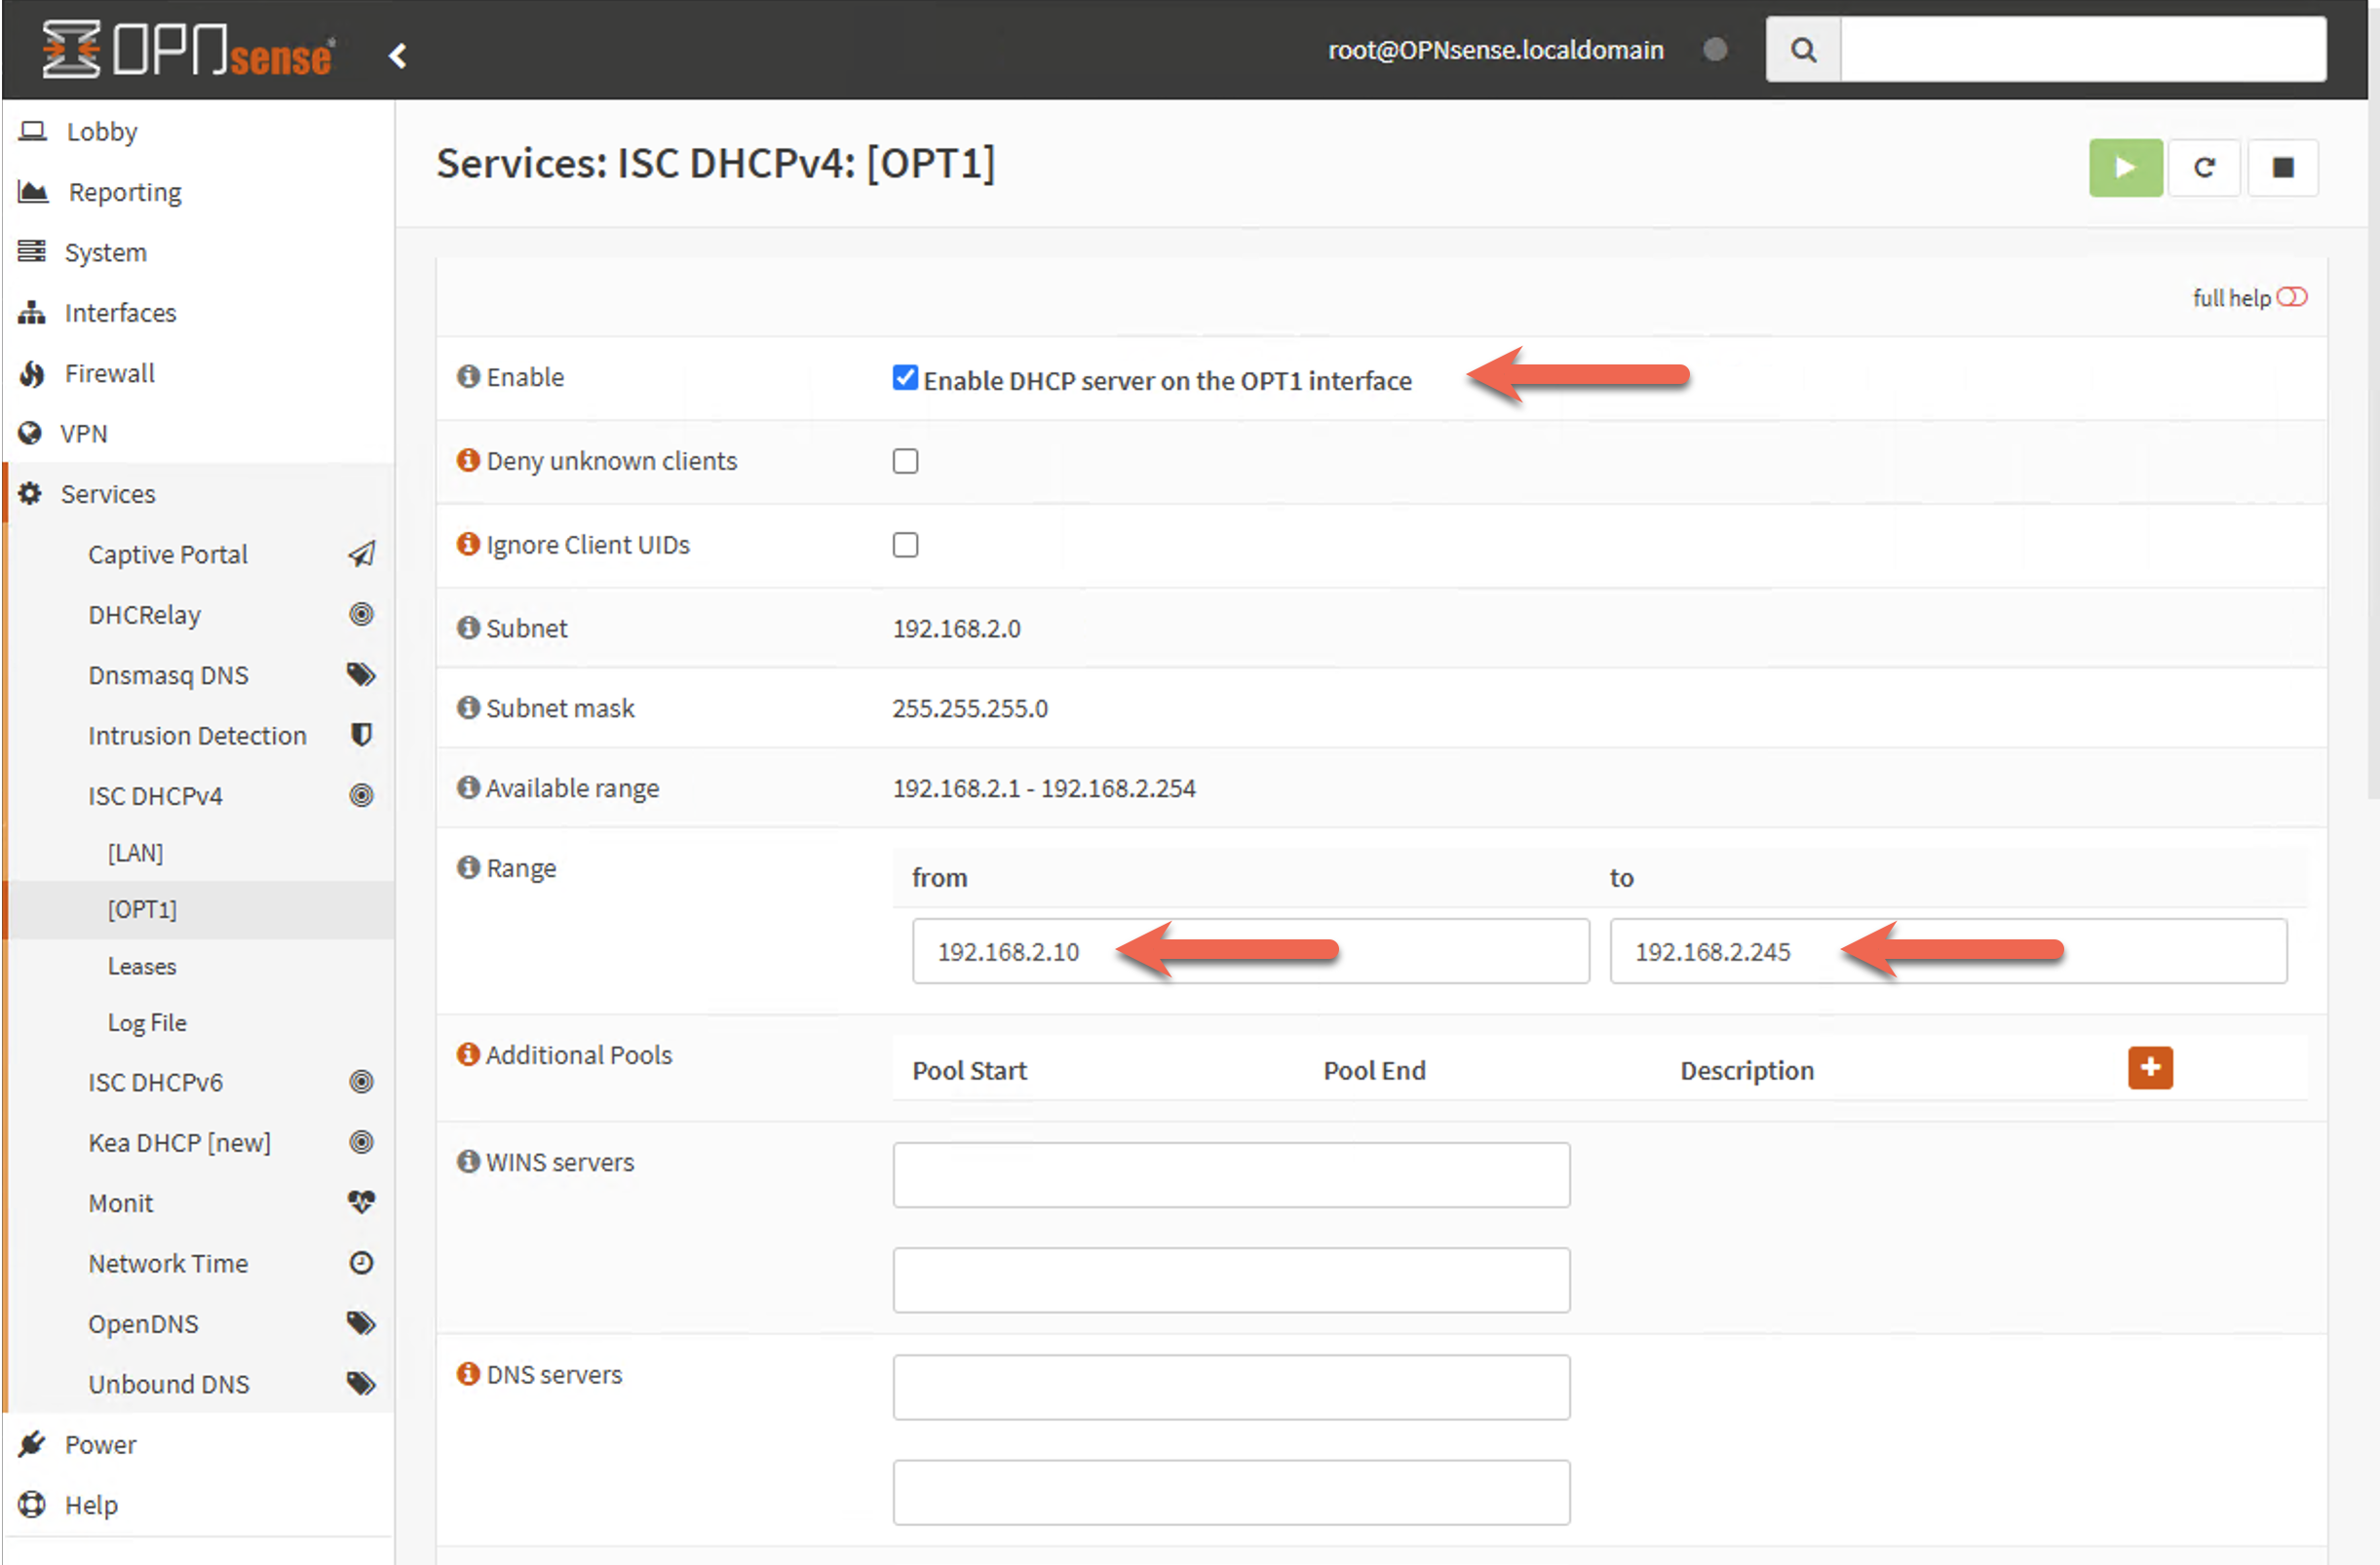 OPNsense
root@OPNsense.localdomain
Lobby
Reporting
System
Interfaces
Firewall
VPN
Services
Captive Portal
DHCRelay
Dnsmasq DNS
Intrusion Detection
ISC DHCPv4
[LAN]
[OPT1]
Leases
Log File
ISC DHCPv6
Kea DHCP [new]
Monit
Network Time
OpenDNS
Unbound DNS
Power
Help
Services: ISC DHCPv4: [OPT1]
full help
Enable
Enable DHCP server on the OPT1 interface
Deny unknown clients
Ignore Client UIDs
Subnet
192.168.2.0
Subnet mask
255.255.255.0
Available range
192.168.2.1 - 192.168.2.254
Range
from to
192.168.2.10 192.168.2.245
Additional Pools
Pool Start Pool End Description
WINS servers
DNS servers